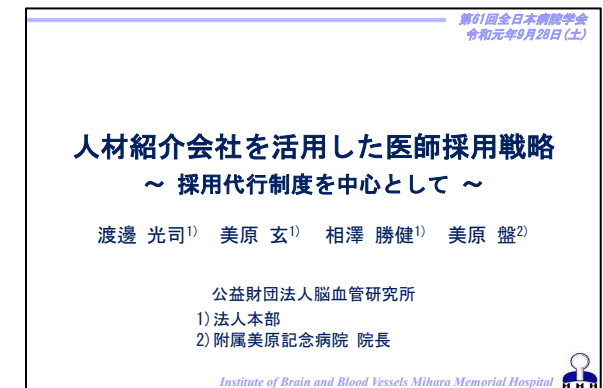 第61回全日本病院学会
令和元年9月28日(土)
人材紹介会社を活用した医師採用戦略
～ 採用代行制度を中心として ～
渡邊 光司1) 美原 玄1) 相澤 勝健1) 美原 盤2)
公益財団法人脳血管研究所
1)法人本部
2)附属美原記念病院 院長
Institute of Brain and Blood Vessels Mihara Memorial Hospital
M.M.H.